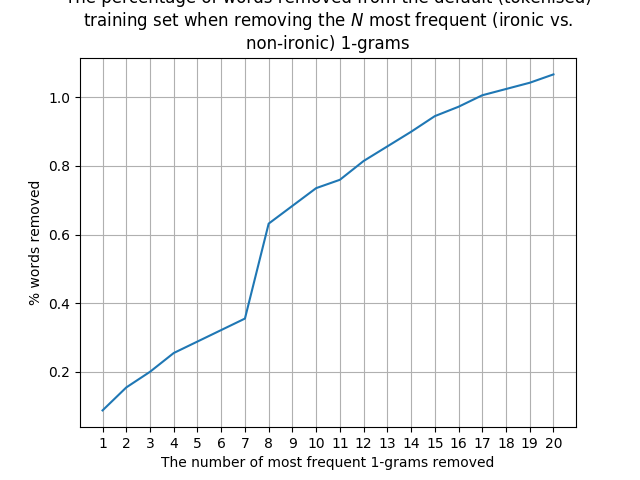 The percentage of words removed from the default (tokenised)
training set when removing the N most frequent (ironic vs.
non-ironic) 1-grams
1.0
0.8
0.6
0.4
0.2
% words removed
1 2 3 4 5 6 7 8 9 10 11 12 13 14 15 16 17 18 19 20
The number of most frequent 1-grams removed